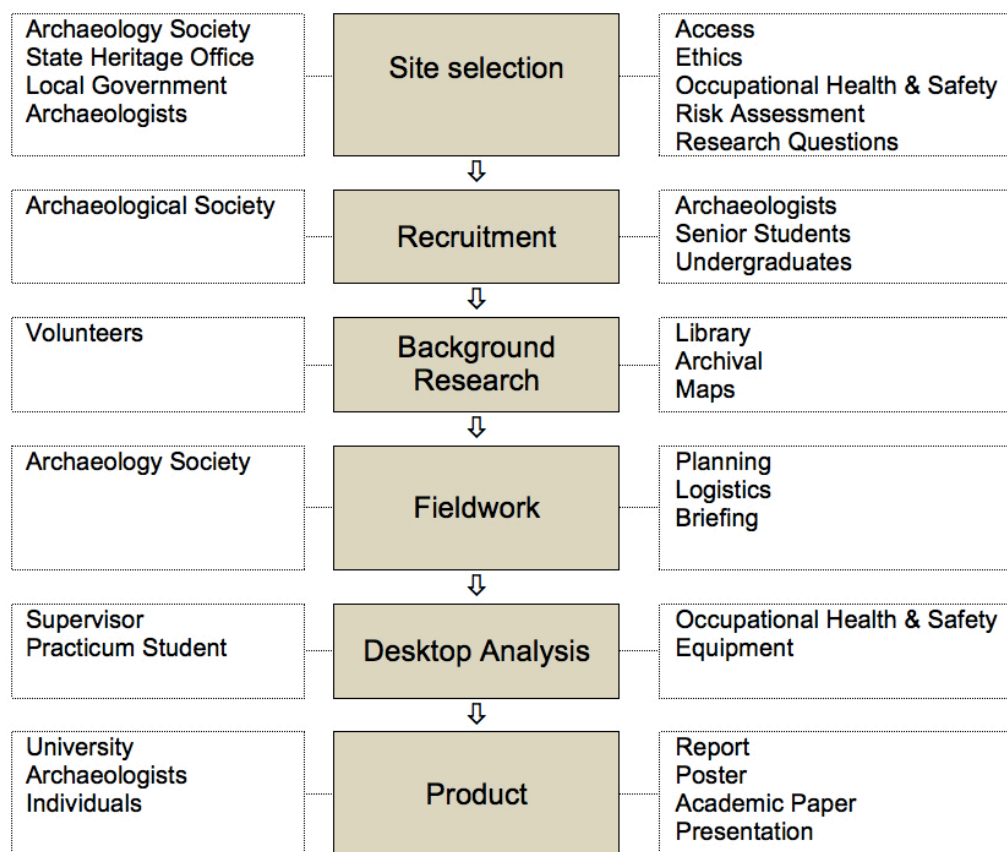 Archaeology Society
State Heritage Office
Local Government
Archaeologists
Site selection
Access
Ethics
Occupational Health & Safety
Risk Assessment
Research Questions
Archaeological Society
Recruitment
Archaeologists
Senior Students
Undergraduates
Volunteers
Background
Research
Library
Archival
Maps
Archaeology Society
Fieldwork
Planning
Logistics
Briefing
Supervisor
Practicum Student
Desktop Analysis
Occupational Health & Safety
Equipment
University
Archaeologists
Individuals
Product
Report
Poster
Academic Paper
Presentation